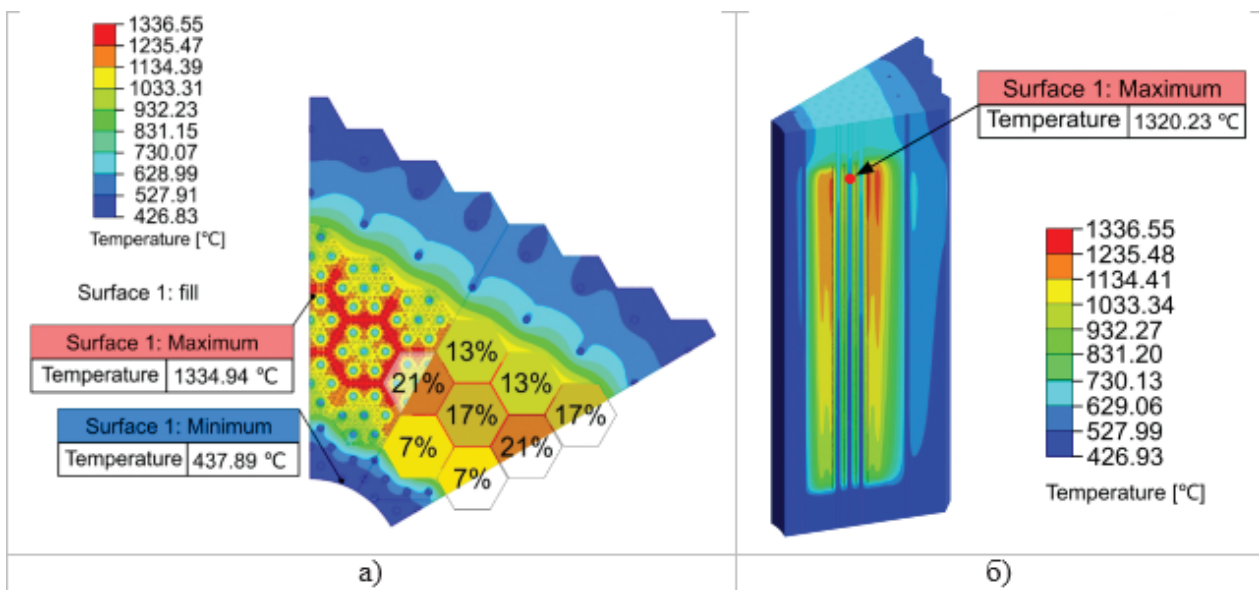 1336.55
1235.47
1134.39
1033.31
932.23
831.15
730.07
628.99
527.91
426.83
Temperature [℃]
Surface 1: fill
Surface 1: Maximum
Temperature 1334.94 ℃
Surface 1: Minimum
Temperature 437.89 ℃
13%
21% 13%
17% 17%
7% 21%
7%
а)
Surface 1: Maximum
Temperature 1320.23 ℃
1336.55
1235.48
1134.41
1033.34
932.27
831.20
730.13
629.06
527.99
426.93
Temperature [℃]
б)